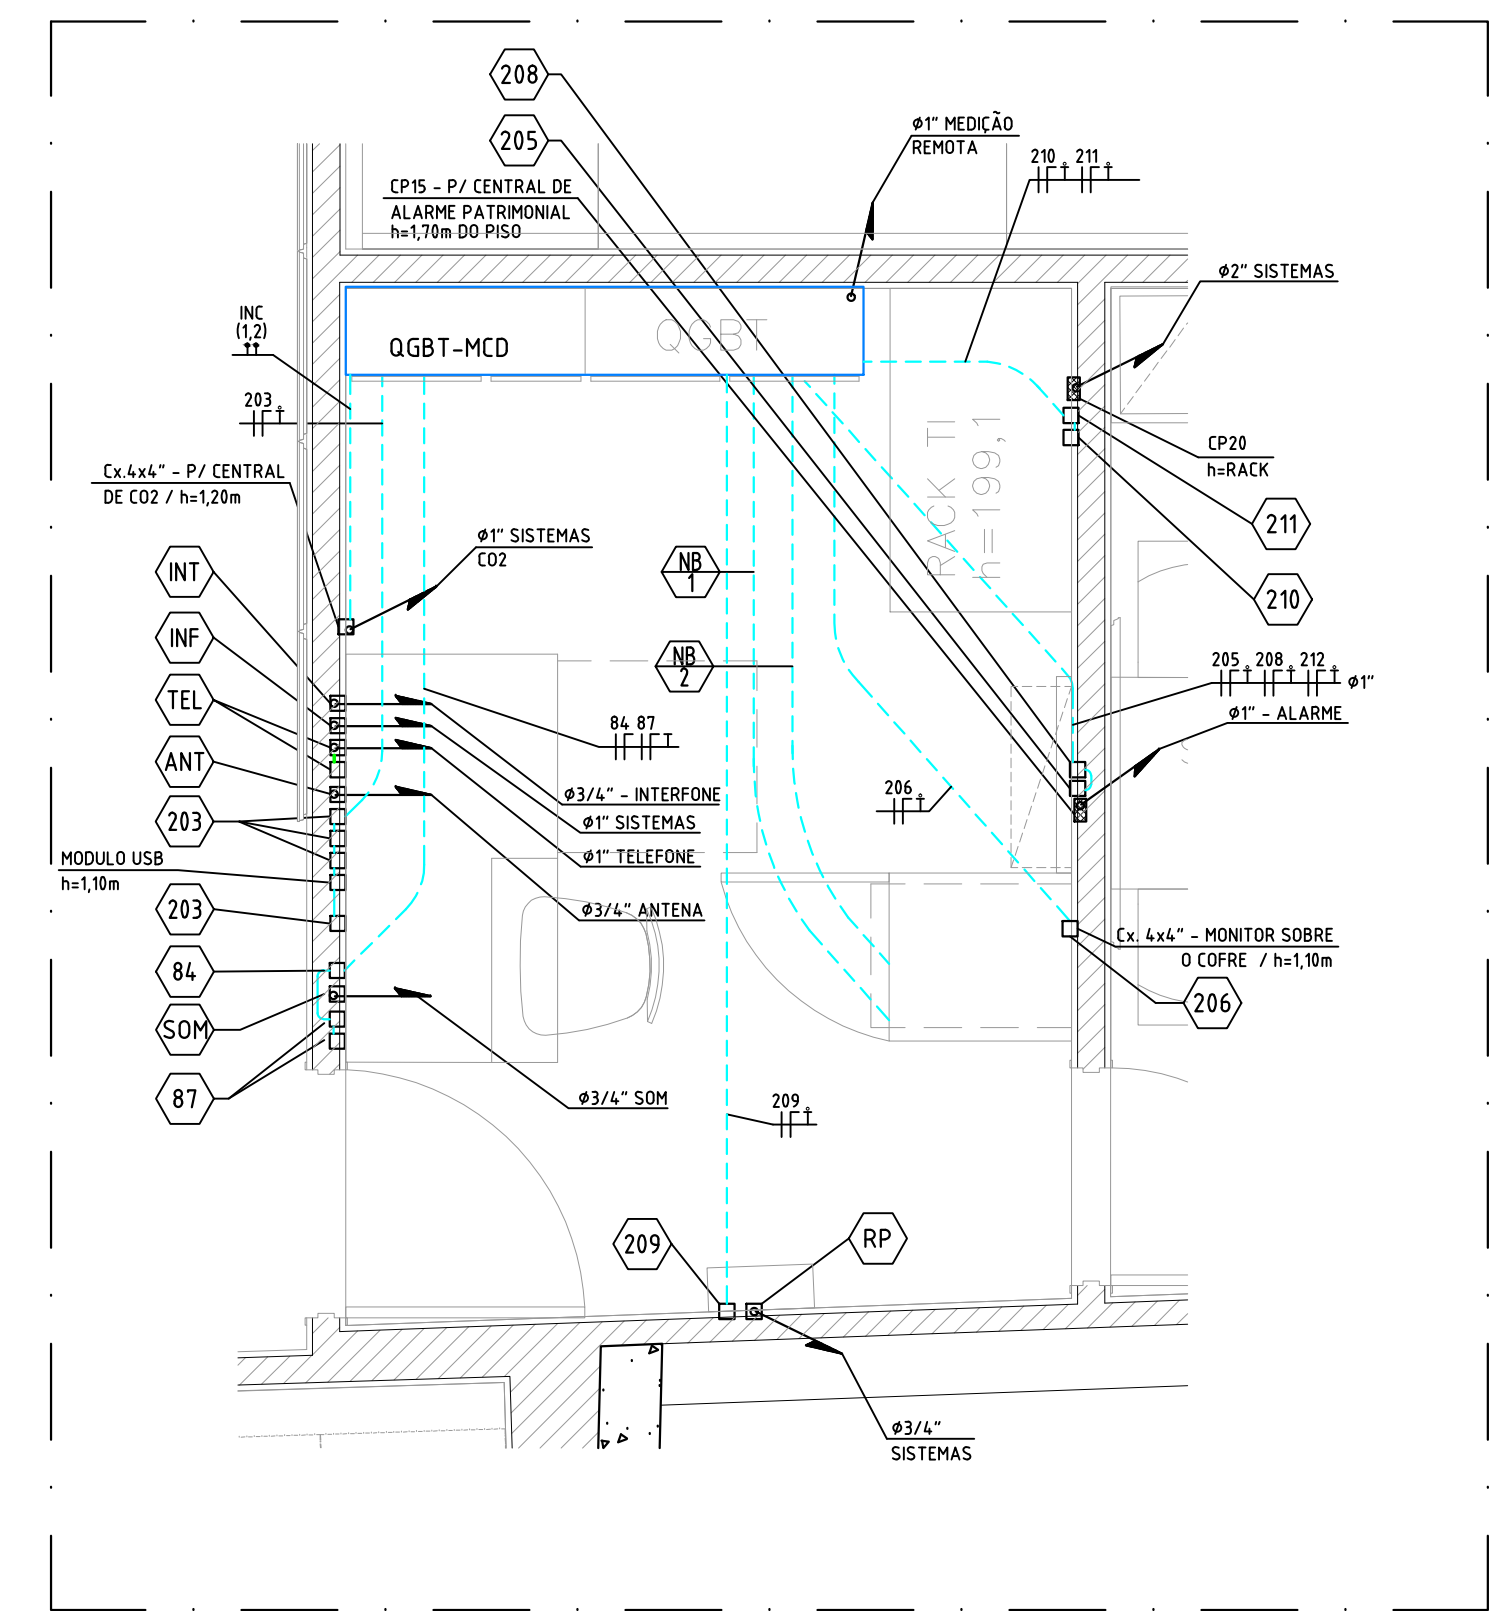 208
205
ø1" MEDIÇÃO
REMOTA
210 211
CP15 - P/ CENTRAL DE
ALARME PATRIMONIAL
h=1,70m DO PISO
ø2" SISTEMAS
INC
(1,2)
QGBT-MCD
QGBT
203
RACK TI
h=199,1
CP20
h=RACK
Cx.4x4" - P/ CENTRAL
DE CO2 / h=1,20m
211
ø1" SISTEMAS
CO2
INT
NB
1
210
INF
NB
2
205 208 212 ø1"
TEL
ø1" - ALARME
84 87
ANT
206
ø3/4" - INTERFONE
203
ø1" SISTEMAS
MODULO USB
h=1,10m
ø1" TELEFONE
203
ø3/4" ANTENA
Cx. 4x4" - MONITOR SOBRE
O COFRE / h=1,10m
84
206
SOM
87
ø3/4" SOM
209
209
RP
ø3/4"
SISTEMAS